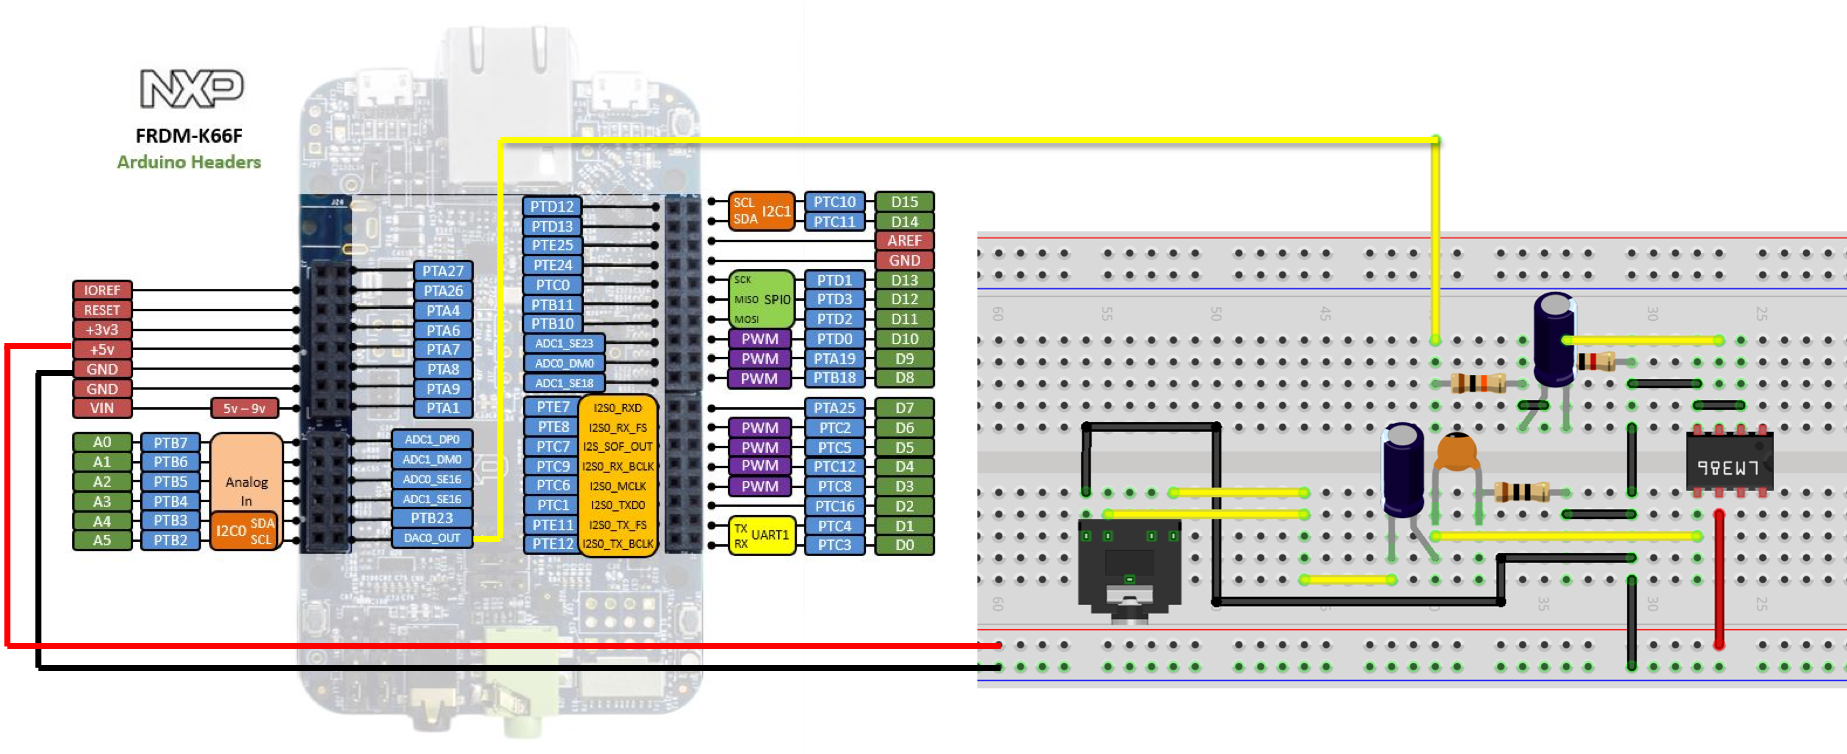 NXP
FRDM-K66F
Arduino Headers
IOREF
RESET
+3v3
+5v
GND
GND
VIN
5v – 9v
A0 PTB7
A1 PTB6
A2 PTB5
A3 PTB4
A4 PTB3
A5 PTB2
Analog
In
I2C0 SDA
SCL
PTA27
PTA26
PTA4
PTA6
PTA7
PTA8
PTA9
PTA1
ADC1_DP0
ADC1_DM0
ADC0_SE16
ADC1_SE16
PTB23
DAC0_OUT
PTD12
PTD13
PTE25
PTE24
PTC0
PTB11
PTB10
ADC1_SE23
ADC0_DM0
ADC1_SE18
PTE7 I2S0_RXD
PTE8 I2S0_RX_FS
PTC7 I2S_SOF_OUT
PTC9 I2S0_RX_BCLK
PTC6 I2S0_MCLK
PTC1 I2S0_TXD0
PTE11 I2S0_TX_FS
PTE12 I2S0_TX_BCLK
SCL I2C1 PTC10 D15
SDA PTC11 D14
AREF
GND
SCK PTD1 D13
MISO SPI0 PTD3 D12
MOSI PTD2 D11
PWM PTD0 D10
PWM PTA19 D9
PWM PTB18 D8
PTA25 D7
PWM PTC2 D6
PWM PTC5 D5
PWM PTC12 D4
PWM PTC8 D3
PTC16 D2
TX UART1 PTC4 D1
RX PTC3 D0
60 55 50 45 30 25
LM386
60 35 30 25